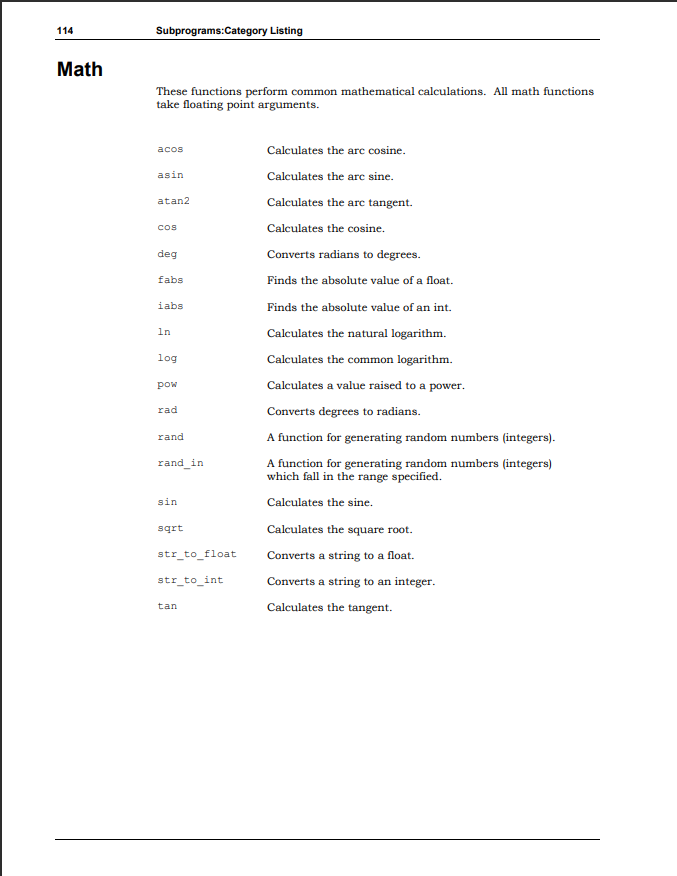 114 Subprograms:Category Listing
Math
These functions perform common mathematical calculations. All math functions
take floating point arguments.
acos Calculates the arc cosine.
asin Calculates the arc sine.
atan2 Calculates the arc tangent.
cos Calculates the cosine.
deg Converts radians to degrees.
fabs Finds the absolute value of a float.
iabs Finds the absolute value of an int.
ln Calculates the natural logarithm.
log Calculates the common logarithm.
pow Calculates a value raised to a power.
rad Converts degrees to radians.
rand A function for generating random numbers (integers).
rand_in A function for generating random numbers (integers)
which fall in the range specified.
sin Calculates the sine.
sqrt Calculates the square root.
str_to_float Converts a string to a float.
str_to_int Converts a string to an integer.
tan Calculates the tangent.